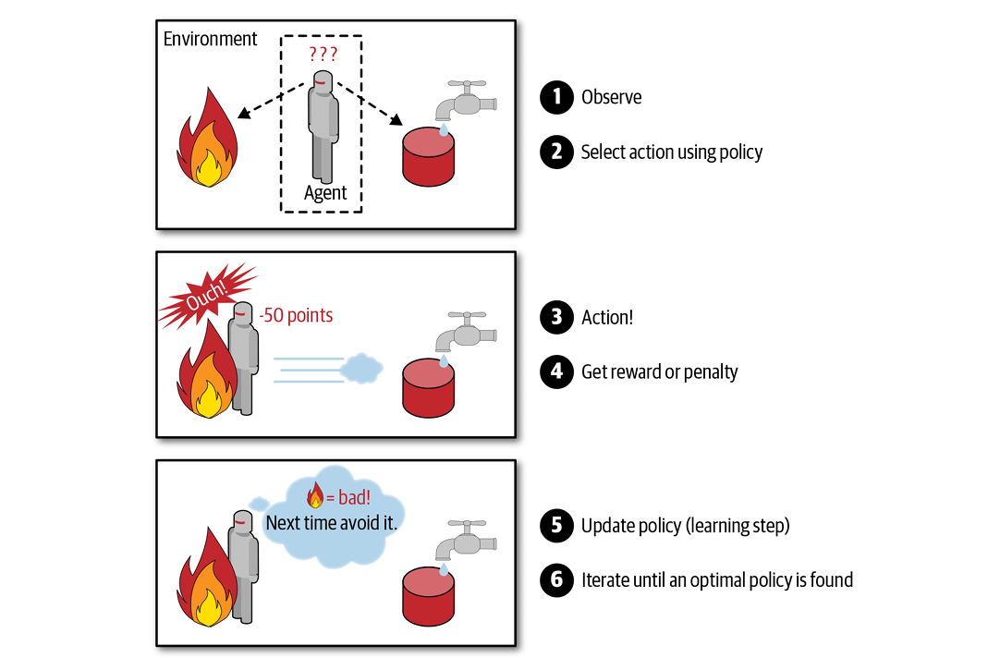 Environment
???
Agent
1 Observe
2 Select action using policy
Ouch!
-50 points
3 Action!
4 Get reward or penalty
= bad!
Next time avoid it.
5 Update policy (learning step)
6 Iterate until an optimal policy is found